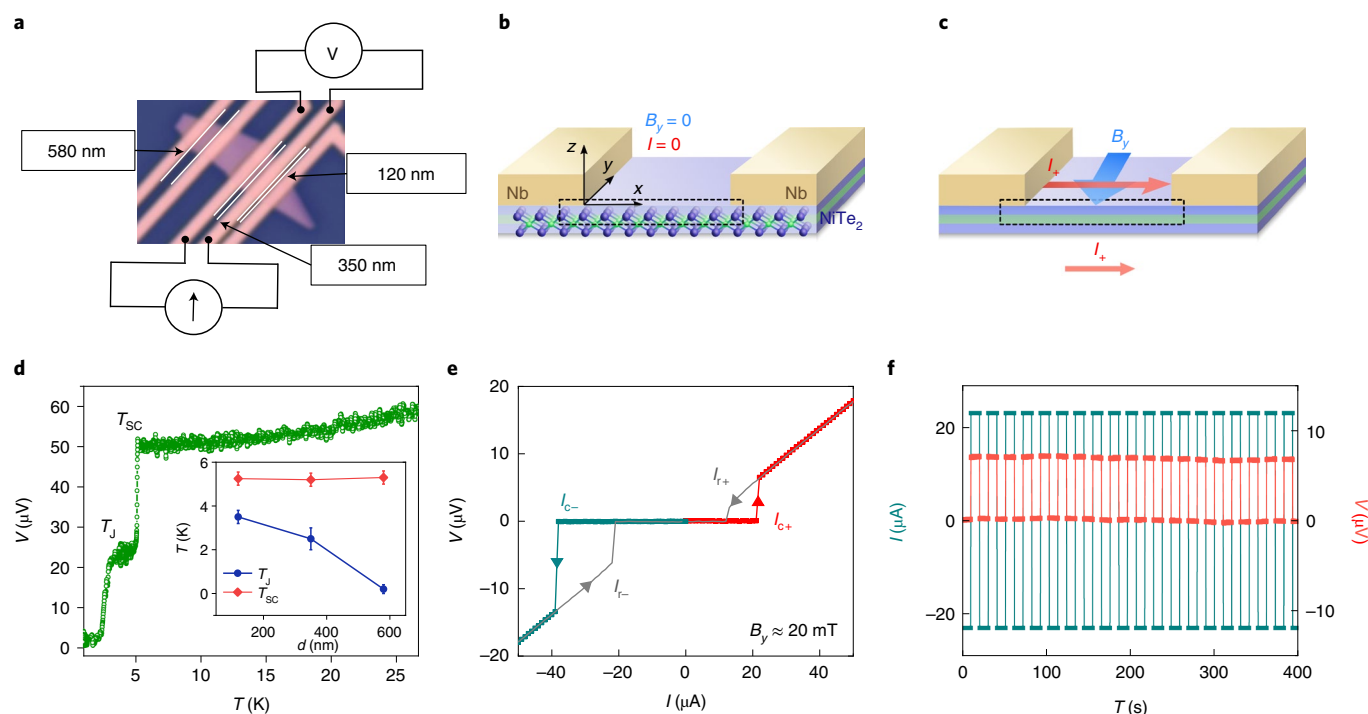 a
V
580 nm
120 nm
350 nm
b
B_y = 0
I = 0
z
y
x
Nb
Nb
NiTe₂
c
B_y
I₊
I₊
d
V (μV)
60
50
40
30
20
10
0
T_SC
T_J
5
10
15
20
25
T (K)
T (K)
6
4
2
0
T_J
T_SC
200
400
600
d (nm)
e
V (μV)
20
10
0
−10
−20
I_c−
I_r+
I_c+
I_r−
B_y ≈ 20 mT
−40
−20
0
20
40
I (μA)
f
I (μA)
20
0
−20
10
0
−10
V (μV)
0
100
200
300
400
T (s)